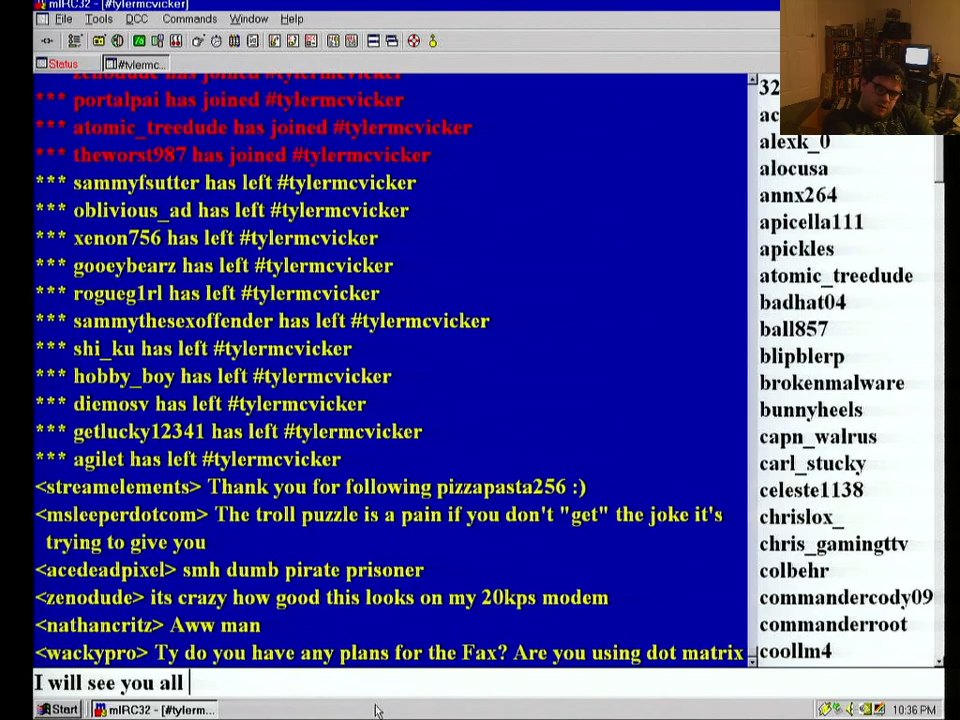 mIRC32 - [#tylermcvicker]
File Tools DCC Commands Window Help
Status #tylermc...
zenodude has joined #tylermcvicker
*** portalpai has joined #tylermcvicker
*** atomic_treedude has joined #tylermcvicker
*** theworst987 has joined #tylermcvicker
*** sammyfsutter has left #tylermcvicker
*** oblivious_ad has left #tylermcvicker
*** xenon756 has left #tylermcvicker
*** gooeybearz has left #tylermcvicker
*** rogueg1rl has left #tylermcvicker
*** sammythesexoffender has left #tylermcvicker
*** shi_ku has left #tylermcvicker
*** hobby_boy has left #tylermcvicker
*** diemosv has left #tylermcvicker
*** getlucky12341 has left #tylermcvicker
*** agilet has left #tylermcvicker
<streamelements> Thank you for following pizzapasta256 :)
<msleeperdotcom> The troll puzzle is a pain if you don't "get" the joke it's
trying to give you
<acedeadpixel> smh dumb pirate prisoner
<zenodude> its crazy how good this looks on my 20kps modem
<nathancritz> Aww man
<wackypro> Ty do you have any plans for the Fax? Are you using dot matrix
32
ac
alexk_0
alocusa
annx264
apicella111
apickles
atomic_treedude
badhat04
ball857
blipblerp
brokenmalware
bunnyheels
capn_walrus
carl_stucky
celeste1138
chrislox_
chris_gamingttv
colbehr
commandercody09
commanderroot
coollm4
I will see you all
Start mIRC32 - [#tylerm... 10:36 PM